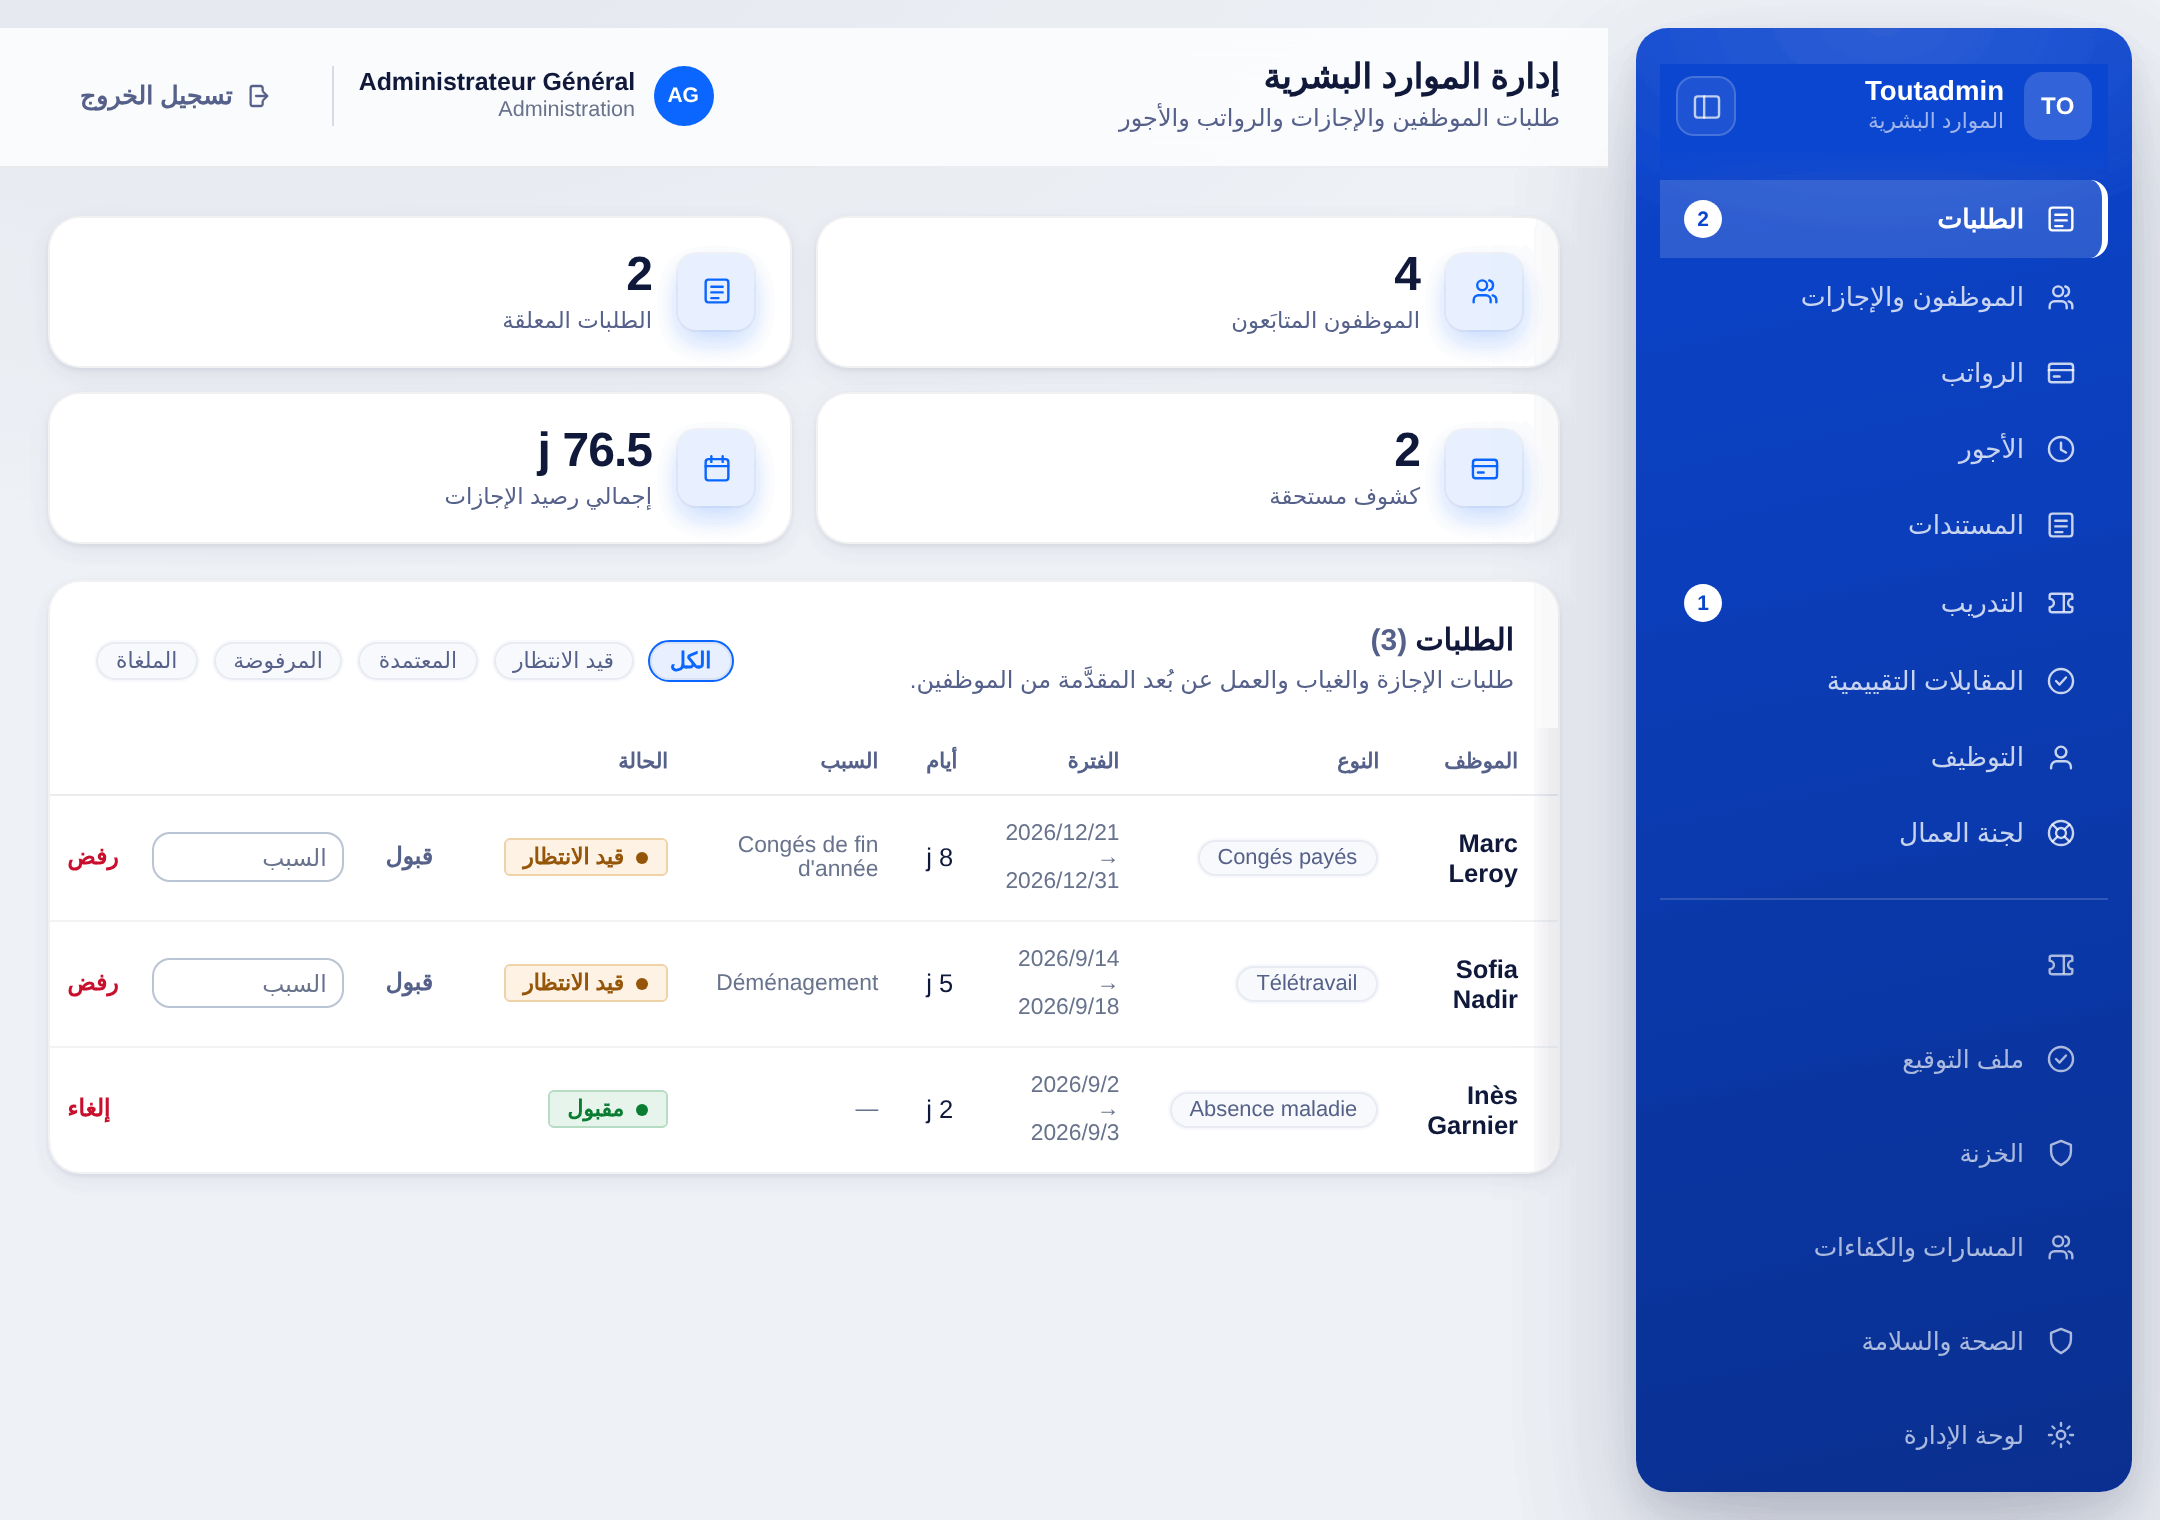 TO
Toutadmin
الموارد البشرية
الطلبات
2
الموظفون والإجازات
الرواتب
الأجور
المستندات
التدريب
1
المقابلات التقييمية
التوظيف
لجنة العمال
ملف التوقيع
الخزنة
المسارات والكفاءات
الصحة والسلامة
لوحة الإدارة
إدارة الموارد البشرية
طلبات الموظفين والإجازات والرواتب والأجور
AG
Administrateur Général
Administration
تسجيل الخروج
4
الموظفون المتابَعون
2
الطلبات المعلقة
2
كشوف مستحقة
76.5 j
إجمالي رصيد الإجازات
الطلبات (3)
طلبات الإجازة والغياب والعمل عن بُعد المقدَّمة من الموظفين.
الكل
قيد الانتظار
المعتمدة
المرفوضة
الملغاة
الموظف النوع الفترة أيام السبب الحالة
Marc
Leroy
Congés payés
2026/12/21
→
2026/12/31
8 j
Congés de fin
d'année
قيد الانتظار
قبول
السبب
رفض
Sofia
Nadir
Télétravail
2026/9/14
→
2026/9/18
5 j
Déménagement
قيد الانتظار
قبول
السبب
رفض
Inès
Garnier
Absence maladie
2026/9/2
→
2026/9/3
2 j
—
مقبول
إلغاء